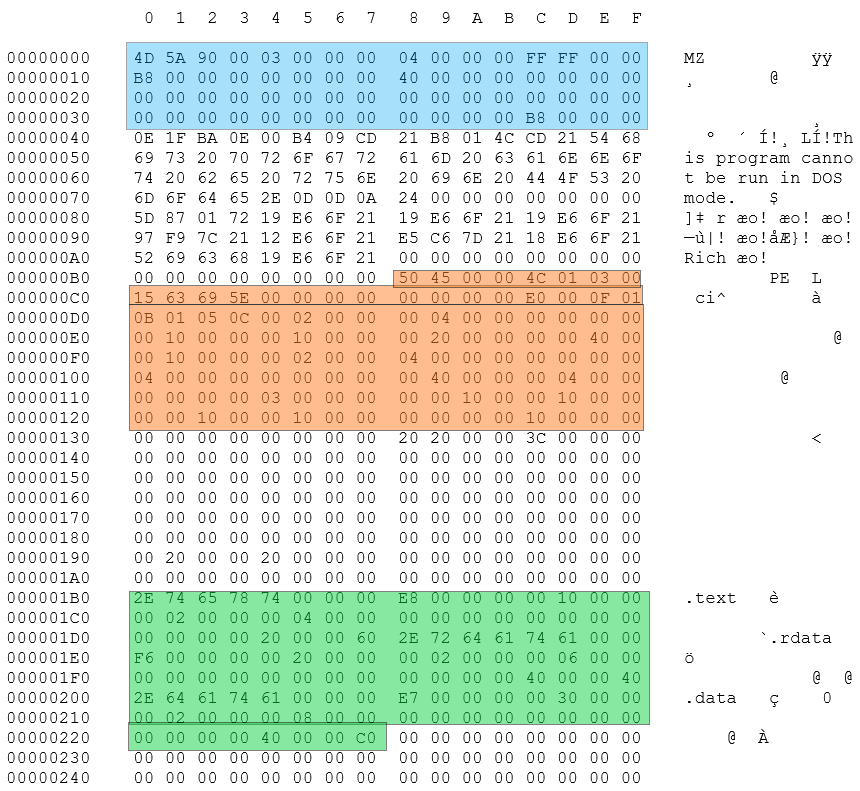 0 1 2 3 4 5 6 7 8 9 A B C D E F
00000000 4D 5A 90 00 03 00 00 00 04 00 00 00 FF FF 00 00 MZ ÿÿ
00000010 B8 00 00 00 00 00 00 00 40 00 00 00 00 00 00 00 ¸ @
00000020 00 00 00 00 00 00 00 00 00 00 00 00 00 00 00 00
00000030 00 00 00 00 00 00 00 00 00 00 00 00 B8 00 00 00 ¸
00000040 0E 1F BA 0E 00 B4 09 CD 21 B8 01 4C CD 21 54 68 º ´ Í!¸ LÍ!Th
00000050 69 73 20 70 72 6F 67 72 61 6D 20 63 61 6E 6E 6F is program canno
00000060 74 20 62 65 20 72 75 6E 20 69 6E 20 44 4F 53 20 t be run in DOS
00000070 6D 6F 64 65 2E 0D 0D 0A 24 00 00 00 00 00 00 00 mode. $
00000080 5D 87 01 72 19 E6 6F 21 19 E6 6F 21 19 E6 6F 21 ]‡ r æo! æo! æo!
00000090 97 F9 7C 21 12 E6 6F 21 E5 C6 7D 21 18 E6 6F 21 —ù|! æo!åÆ}! æo!
000000A0 52 69 63 68 19 E6 6F 21 00 00 00 00 00 00 00 00 Rich æo!
000000B0 00 00 00 00 00 00 00 00 50 45 00 00 4C 01 03 00 PE L
000000C0 15 63 69 5E 00 00 00 00 00 00 00 00 E0 00 0F 01 ci^ à
000000D0 0B 01 05 0C 00 02 00 00 00 04 00 00 00 00 00 00
000000E0 00 10 00 00 00 10 00 00 00 20 00 00 00 00 40 00 @
000000F0 00 10 00 00 00 02 00 00 04 00 00 00 00 00 00 00
00000100 04 00 00 00 00 00 00 00 00 40 00 00 00 04 00 00 @
00000110 00 00 00 00 03 00 00 00 00 00 10 00 00 10 00 00
00000120 00 00 10 00 00 10 00 00 00 00 00 00 10 00 00 00
00000130 00 00 00 00 00 00 00 00 20 20 00 00 3C 00 00 00 <
00000140 00 00 00 00 00 00 00 00 00 00 00 00 00 00 00 00
00000150 00 00 00 00 00 00 00 00 00 00 00 00 00 00 00 00
00000160 00 00 00 00 00 00 00 00 00 00 00 00 00 00 00 00
00000170 00 00 00 00 00 00 00 00 00 00 00 00 00 00 00 00
00000180 00 00 00 00 00 00 00 00 00 00 00 00 00 00 00 00
00000190 00 20 00 00 20 00 00 00 00 00 00 00 00 00 00 00
000001A0 00 00 00 00 00 00 00 00 00 00 00 00 00 00 00 00
000001B0 2E 74 65 78 74 00 00 00 E8 00 00 00 00 10 00 00 .text è
000001C0 00 02 00 00 00 04 00 00 00 00 00 00 00 00 00 00
000001D0 00 00 00 00 20 00 00 60 2E 72 64 61 74 61 00 00 `.rdata
000001E0 F6 00 00 00 00 20 00 00 00 02 00 00 00 06 00 00 ö
000001F0 00 00 00 00 00 00 00 00 00 00 00 00 40 00 00 40 @ @
00000200 2E 64 61 74 61 00 00 00 E7 00 00 00 00 30 00 00 .data ç 0
00000210 00 02 00 00 00 08 00 00 00 00 00 00 00 00 00 00
00000220 00 00 00 00 40 00 00 C0 00 00 00 00 00 00 00 00 @ À
00000230 00 00 00 00 00 00 00 00 00 00 00 00 00 00 00 00
00000240 00 00 00 00 00 00 00 00 00 00 00 00 00 00 00 00